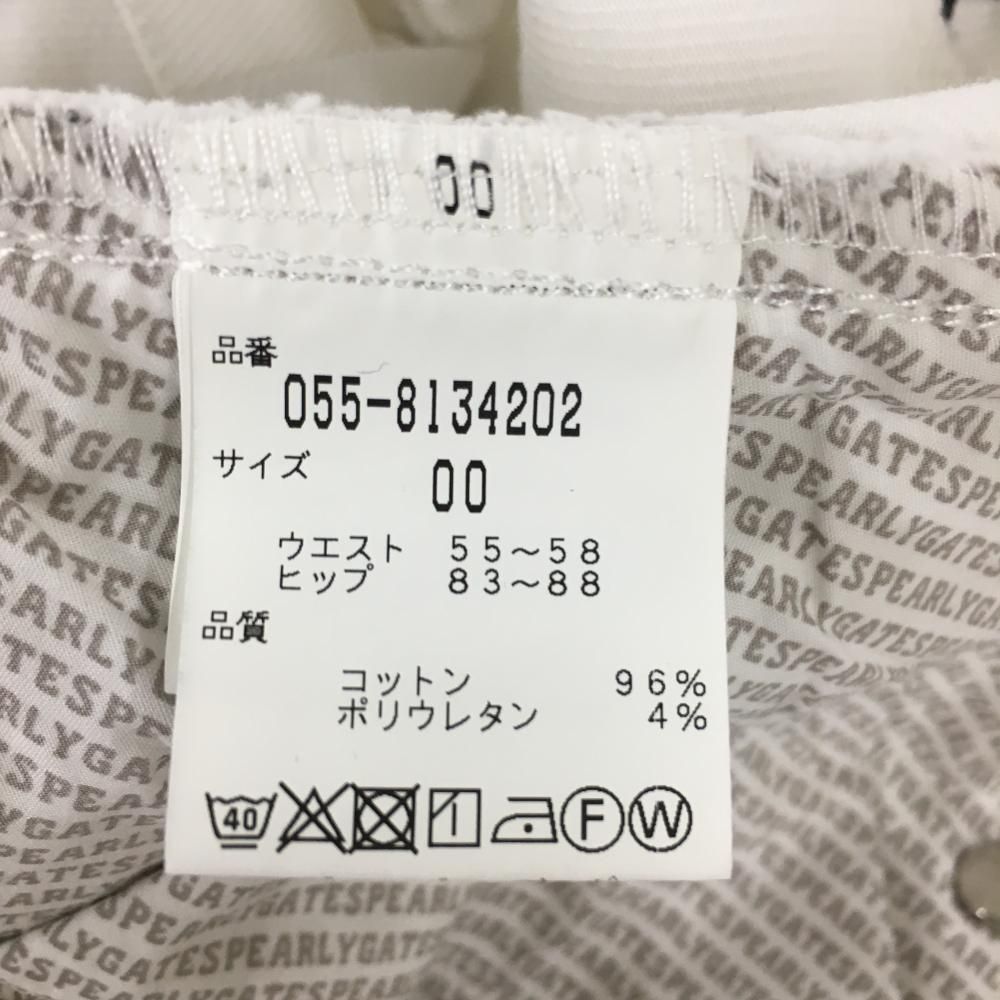 00
品番
055-8134202
サイズ
00
ウエスト 55～58
ヒップ 83～88
品質
コットン 96%
ポリウレタン 4%
40 F W
PEARLYGATES